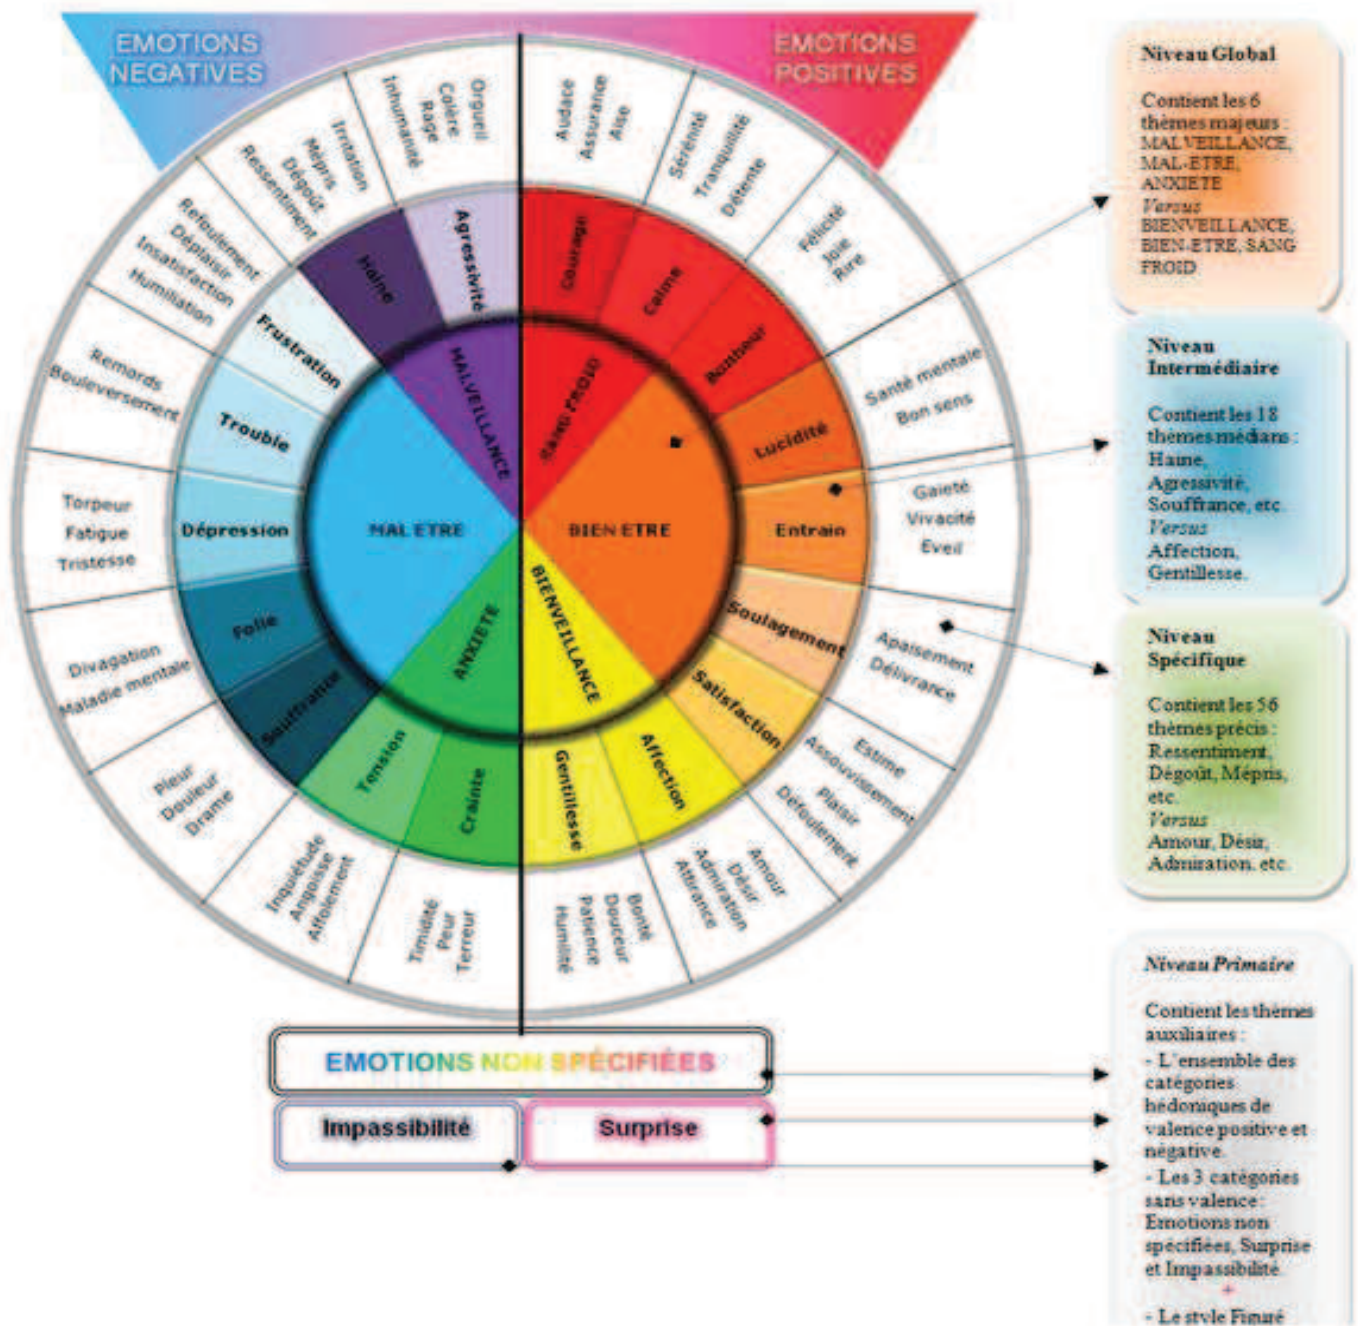 EMOTIONS
NEGATIVES
EMOTIONS
POSITIVES
Orgueil
Colère
Rage
Inhumanité
Irritation
Mépris
Dégoût
Ressentiment
Refoulement
Déplaisir
Insatisfaction
Humiliation
Remords
Bouleversement
Torpeur
Fatigue
Tristesse
Divagation
Maladie mentale
Pleur
Douleur
Drame
Inquiétude
Angoisse
Affolement
Timidité
Peur
Terreur
Audace
Assurance
Aise
Sérénité
Tranquilité
Détente
Félicité
Joie
Rire
Santé mentale
Bon sens
Gaieté
Vivacité
Eveil
Apaisement
Délivrance
Estime
Assouvissement
Plaisir
Défoulement
Amour
Désir
Admiration
Attirance
Bonté
Douceur
Patience
Humilité
Agressivité
Haine
Frustration
Trouble
Dépression
Folie
Souffrance
Tension
Crainte
Courage
Calme
Bonheur
Lucidité
Entrain
Soulagement
Satisfaction
Affection
Gentillesse
MALVEILLANCE
MAL ETRE
ANXIETE
SANG FROID
BIEN ETRE
BIENVEILLANCE
EMOTIONS NON SPÉCIFIÉES
Impassibilité
Surprise
Niveau Global
Contient les 6
thèmes majeurs :
MALVEILLANCE,
MAL-ETRE,
ANXIETE
Versus
BIENVEILLANCE,
BIEN-ETRE, SANG
FROID
Niveau
Intermédiaire
Contient les 18
thèmes médians :
Haine,
Agressivité,
Souffrance, etc.
Versus
Affection,
Gentillesse.
Niveau
Spécifique
Contient les 56
thèmes précis :
Ressentiment,
Dégoût, Mépris,
etc.
Versus
Amour, Désir,
Admiration. etc.
Niveau Primaire
Contient les thèmes
auxiliaires :
- L'ensemble des
catégories
hédoniques de
valence positive et
négative.
- Les 3 catégories
sans valence :
Emotions non
spécifiées, Surprise
et Impassibilité.
+
- Le style Figuré